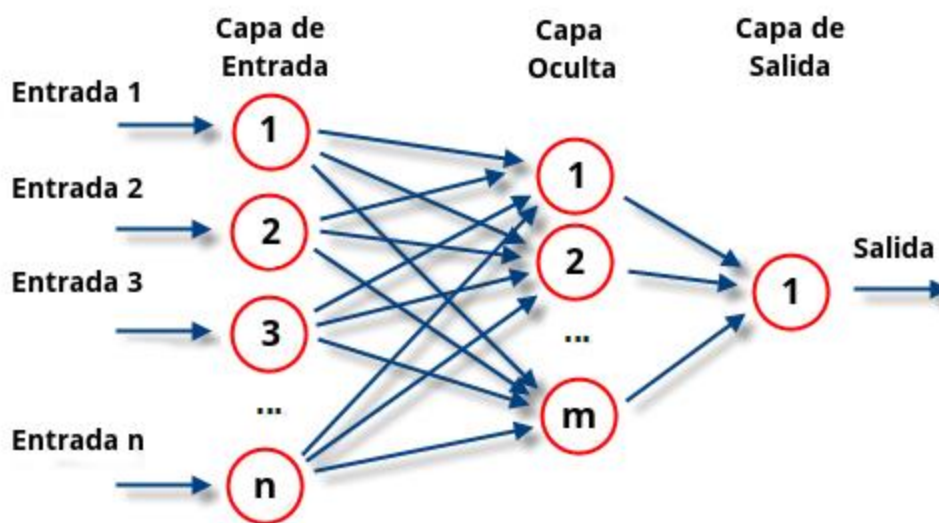 Capa de
Entrada
Capa
Oculta
Capa de
Salida
Entrada 1
1
Entrada 2
2
Entrada 3
3
...
Entrada n
n
1
2
...
m
1
Salida